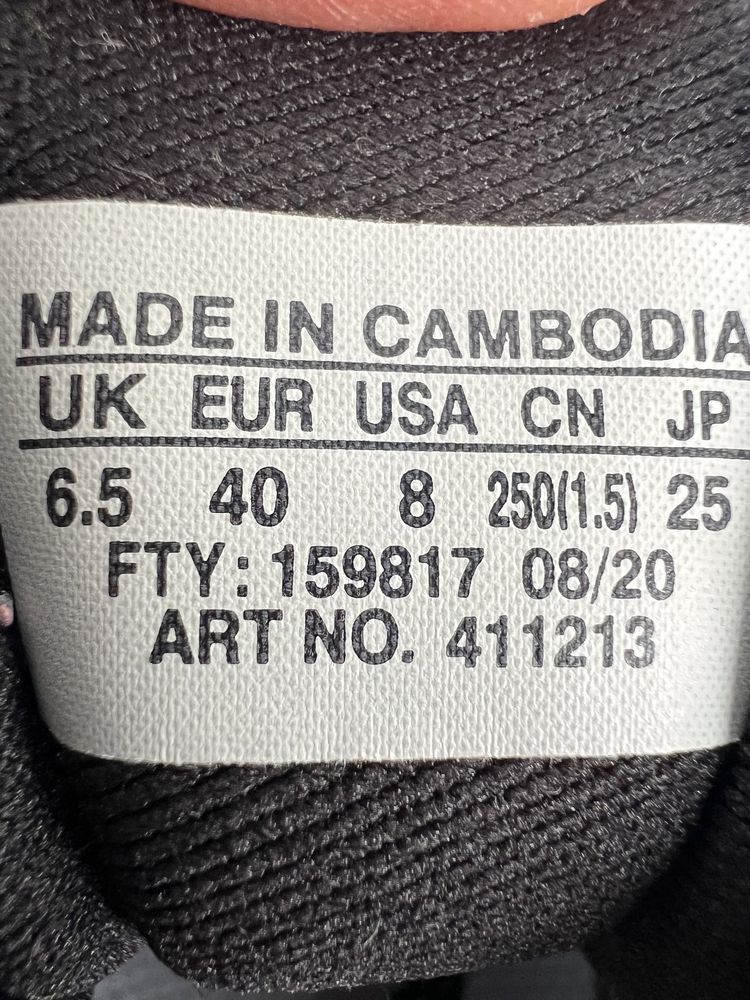 MADE IN CAMBODIA
UK EUR USA CN JP
6.5 40 8 250(1.5) 25
FTY: 159817 08/20
ART NO. 411213